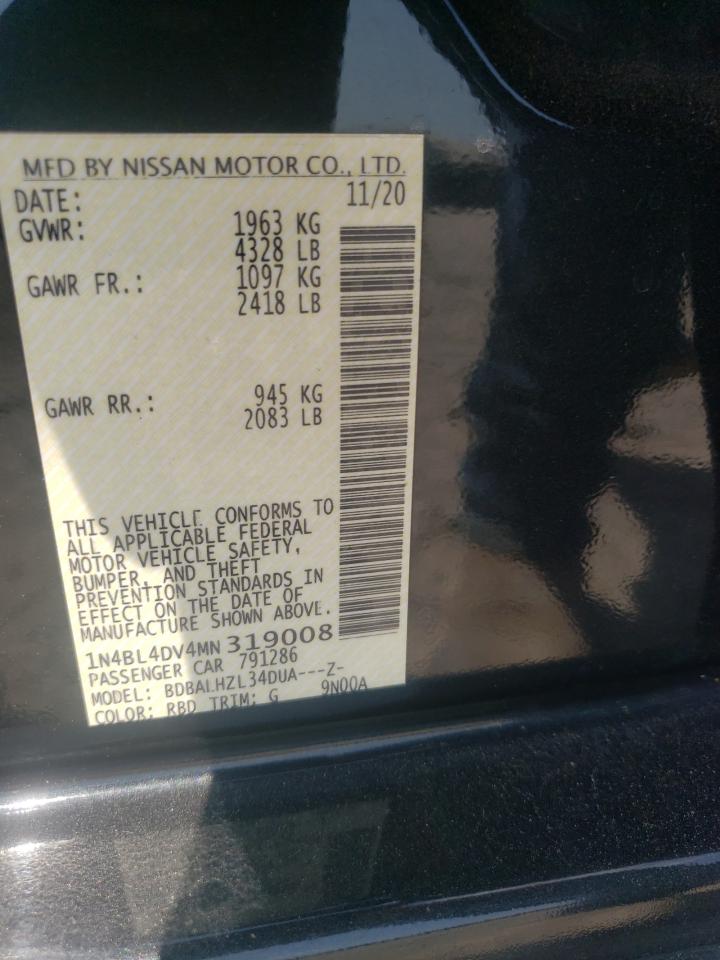 MFD BY NISSAN MOTOR CO., LTD.
DATE: 11/20
GVWR: 1963 KG
4328 LB
GAWR FR.: 1097 KG
2418 LB
GAWR RR.: 945 KG
2083 LB
THIS VEHICLE CONFORMS TO
ALL APPLICABLE FEDERAL
MOTOR VEHICLE SAFETY,
BUMPER, AND THEFT
PREVENTION STANDARDS IN
EFFECT ON THE DATE OF
MANUFACTURE SHOWN ABOVE.
1N4BL4DV4MN319008
PASSENGER CAR 791286
MODEL: BDBALHZL34DUA---Z-
COLOR: RBD TRIM: G 9N00A